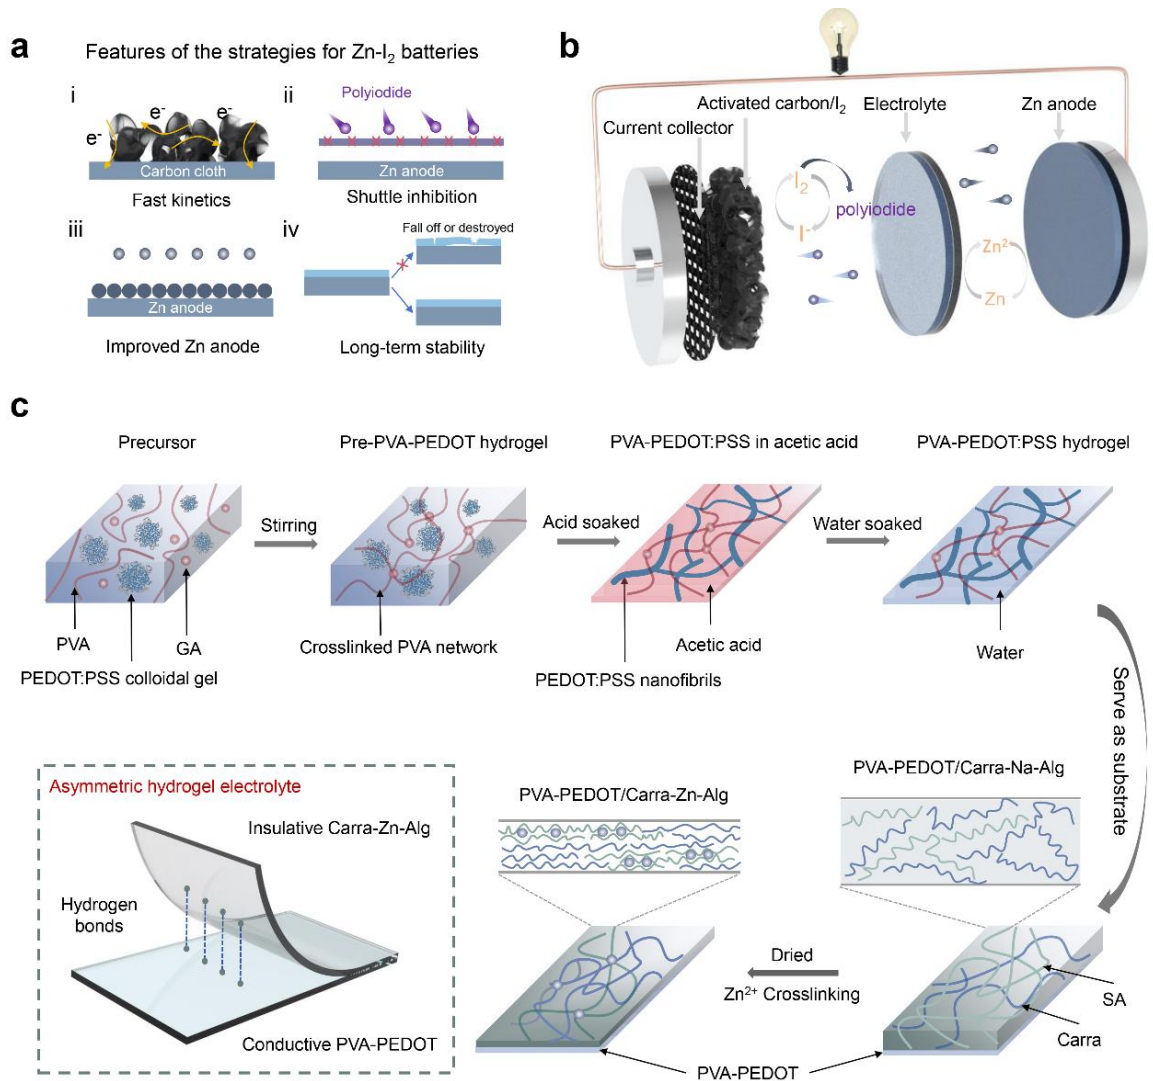 a
Features of the strategies for Zn-I₂ batteries
i
e⁻
e⁻
e⁻
Carbon cloth
Fast kinetics
ii
Polyiodide
Zn anode
Shuttle inhibition
iii
Zn anode
Improved Zn anode
iv
Fall off or destroyed
Long-term stability
b
Current collector
Activated carbon/I₂
Electrolyte
Zn anode
I₂
polyiodide
I⁻
Zn²⁺
Zn
c
Precursor
Stirring
PVA
GA
PEDOT:PSS colloidal gel
Pre-PVA-PEDOT hydrogel
Crosslinked PVA network
Acid soaked
PVA-PEDOT:PSS in acetic acid
Acetic acid
PEDOT:PSS nanofibrils
Water soaked
PVA-PEDOT:PSS hydrogel
Water
Serve as substrate
PVA-PEDOT/Carra-Na-Alg
SA
Carra
Dried
Zn²⁺ Crosslinking
PVA-PEDOT/Carra-Zn-Alg
PVA-PEDOT
Asymmetric hydrogel electrolyte
Insulative Carra-Zn-Alg
Hydrogen
bonds
Conductive PVA-PEDOT